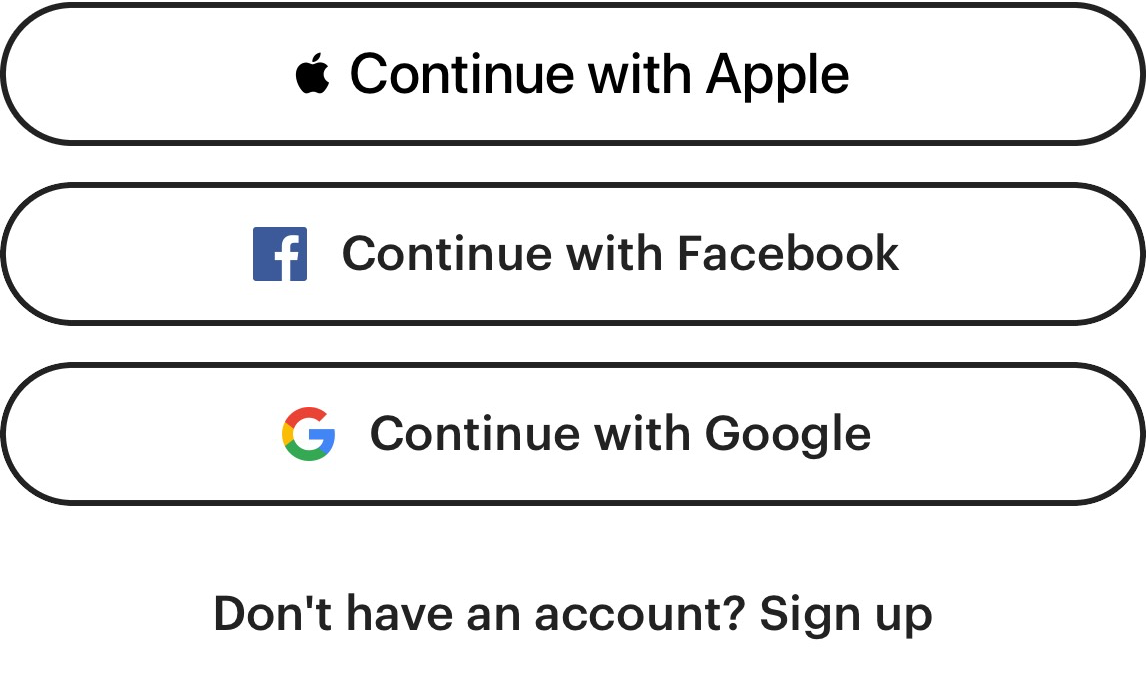 Continue with Apple
Continue with Facebook
Continue with Google
Don't have an account? Sign up